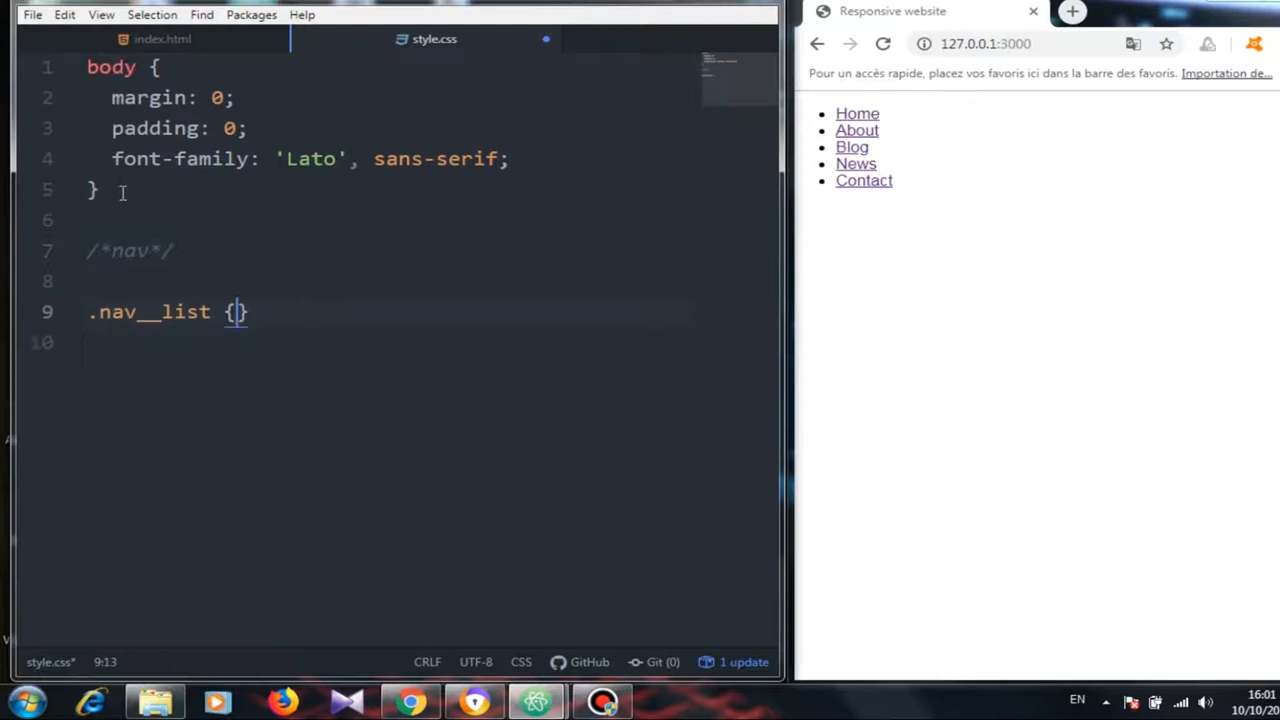 File Edit View Selection Find Packages Help
index.html
style.css
1 body {
2 margin: 0;
3 padding: 0;
4 font-family: 'Lato', sans-serif;
5 }
6
7 /*nav*/
8
9 .nav__list {}
10
style.css* 9:13 CRLF UTF-8 CSS GitHub Git (0) 1 update
Responsive website
127.0.0.1:3000
Pour un accès rapide, placez vos favoris ici dans la barre des favoris. Importation de...
Home
About
Blog
News
Contact
EN
16:01
10/10/20